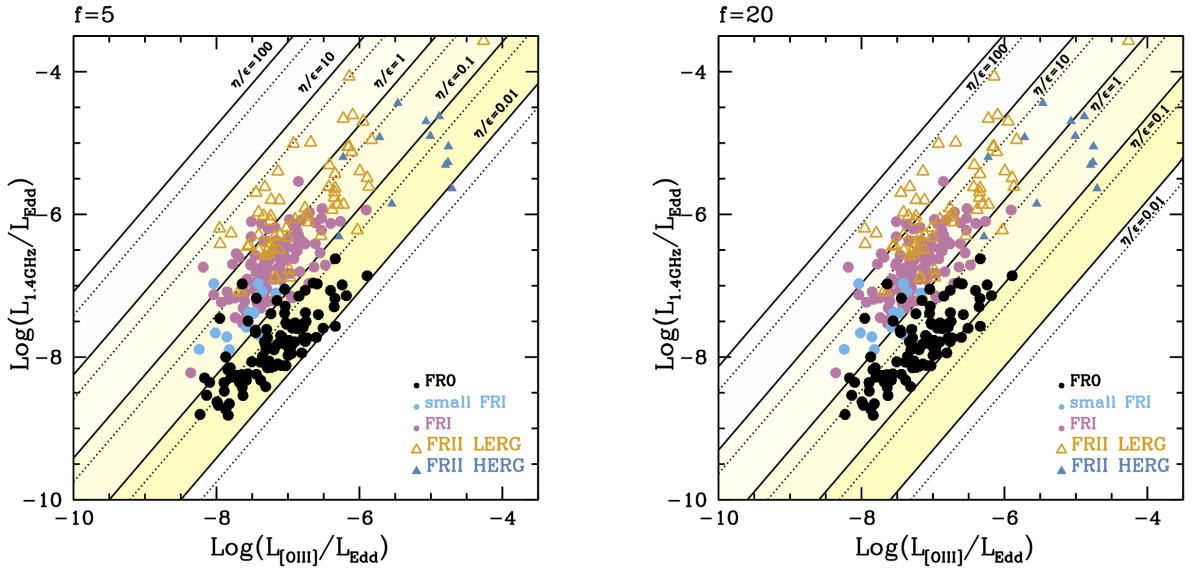 f=5
η/ε=100
η/ε=10
η/ε=1
η/ε=0.1
η/ε=0.01
-4
-6
-8
-10
Log(L1.4GHz/LEdd)
FR0
small FRI
FRI
FRII LERG
FRII HERG
-10 -8 -6 -4
Log(L[OIII]/LEdd)
f=20
η/ε=100
η/ε=10
η/ε=1
η/ε=0.1
η/ε=0.01
-4
-6
-8
-10
Log(L1.4GHz/LEdd)
FR0
small FRI
FRI
FRII LERG
FRII HERG
-10 -8 -6 -4
Log(L[OIII]/LEdd)